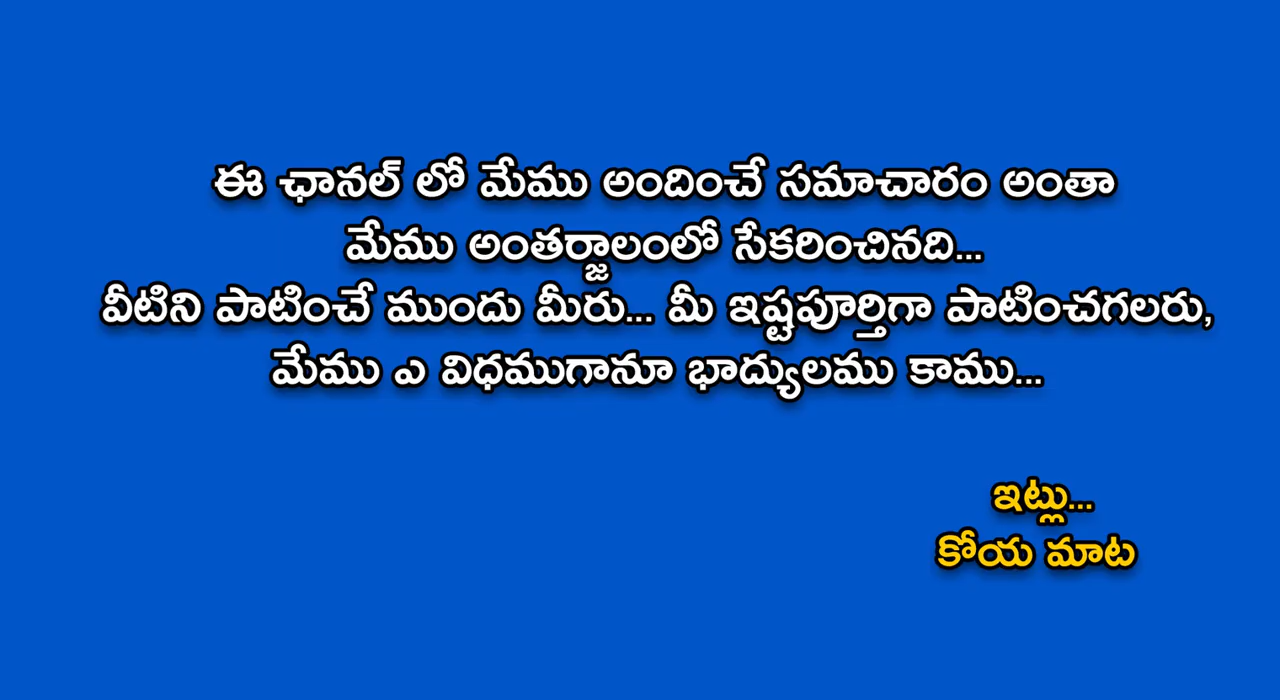 ఈ ఛానల్ లో మేము అందించే సమాచారం అంతా
మేము అంతర్జాలంలో సేకరించినది...
వీటిని పాటించే ముందు మీరు... మీ ఇష్టపూర్తిగా పాటించగలరు,
మేము ఎ విధముగానూ భాద్యులము కాము...
ఇట్లు...
కోయ మాట